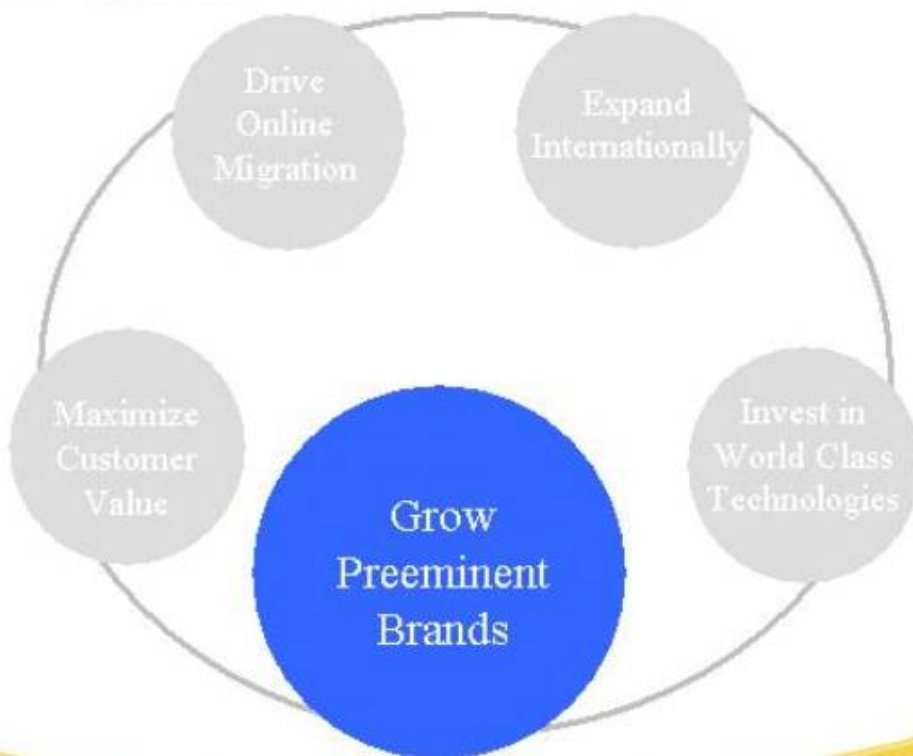 Drive
Online
Migration
Expand
Internationally
Maximize
Customer
Value
Invest in
World Class
Technologies
Grow
Preeminent
Brands